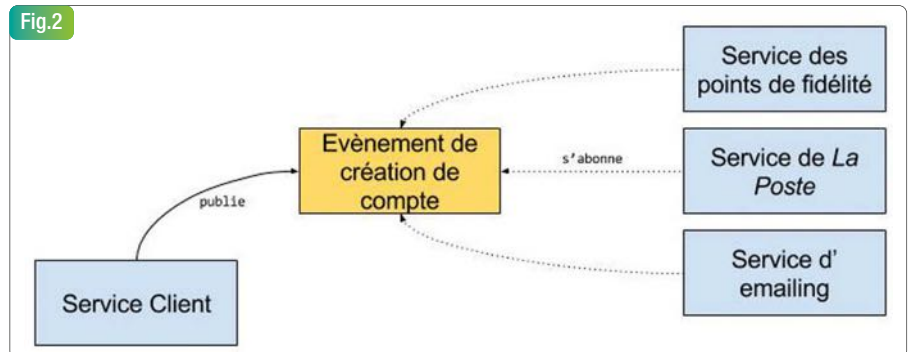 Fig.2
Service des
points de fidélité
Evènement de
création de
compte
s'abonne
Service de La
Poste
publie
Service d'
emailing
Service Client